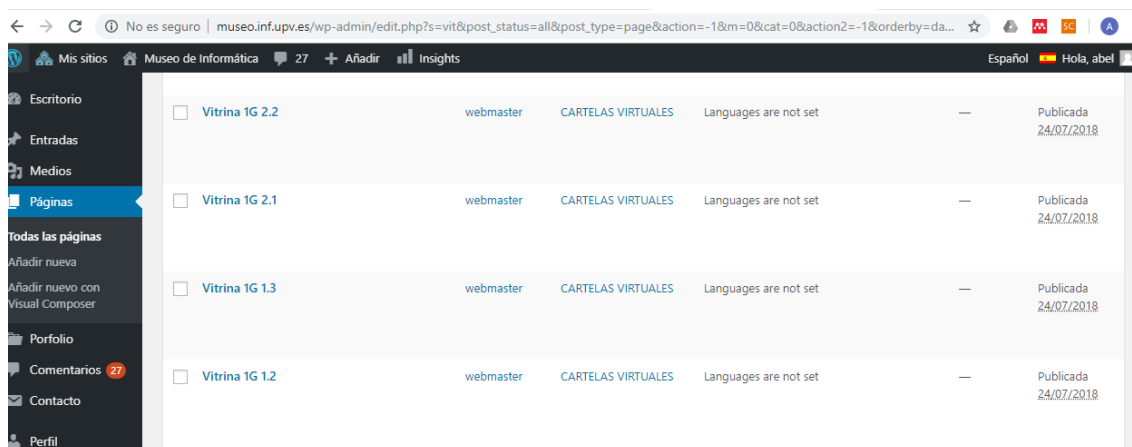 No es seguro | museo.inf.upv.es/wp-admin/edit.php?s=vit&post_status=all&post_type=page&action=-1&m=0&cat=0&action2=-1&orderby=da...
SC
A
Mis sitios Museo de Informática 27 + Añadir Insights Español Hola, abel
Escritorio
Entradas
Medios
Páginas
Todas las páginas
Añadir nueva
Añadir nuevo con
Visual Composer
Porfolio
Comentarios 27
Contacto
Perfil
Vitrina 1G 2.2 webmaster CARTELAS VIRTUALES Languages are not set — Publicada
24/07/2018
Vitrina 1G 2.1 webmaster CARTELAS VIRTUALES Languages are not set — Publicada
24/07/2018
Vitrina 1G 1.3 webmaster CARTELAS VIRTUALES Languages are not set — Publicada
24/07/2018
Vitrina 1G 1.2 webmaster CARTELAS VIRTUALES Languages are not set — Publicada
24/07/2018